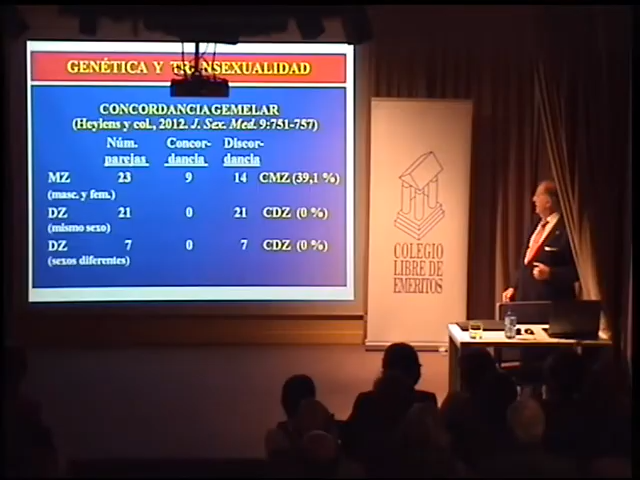 GENÉTICA Y TRANSEXUALIDAD
CONCORDANCIA GEMELAR
(Heylens y col., 2012. J. Sex. Med. 9:751-757)
Núm. Concor- Discor-
parejas dancia dancia
MZ 23 9 14 CMZ (39,1 %)
(masc. y fem.)
DZ 21 0 21 CDZ (0 %)
(mismo sexo)
DZ 7 0 7 CDZ (0 %)
(sexos diferentes)
COLEGIO
LIBRE DE
EMÉRITOS